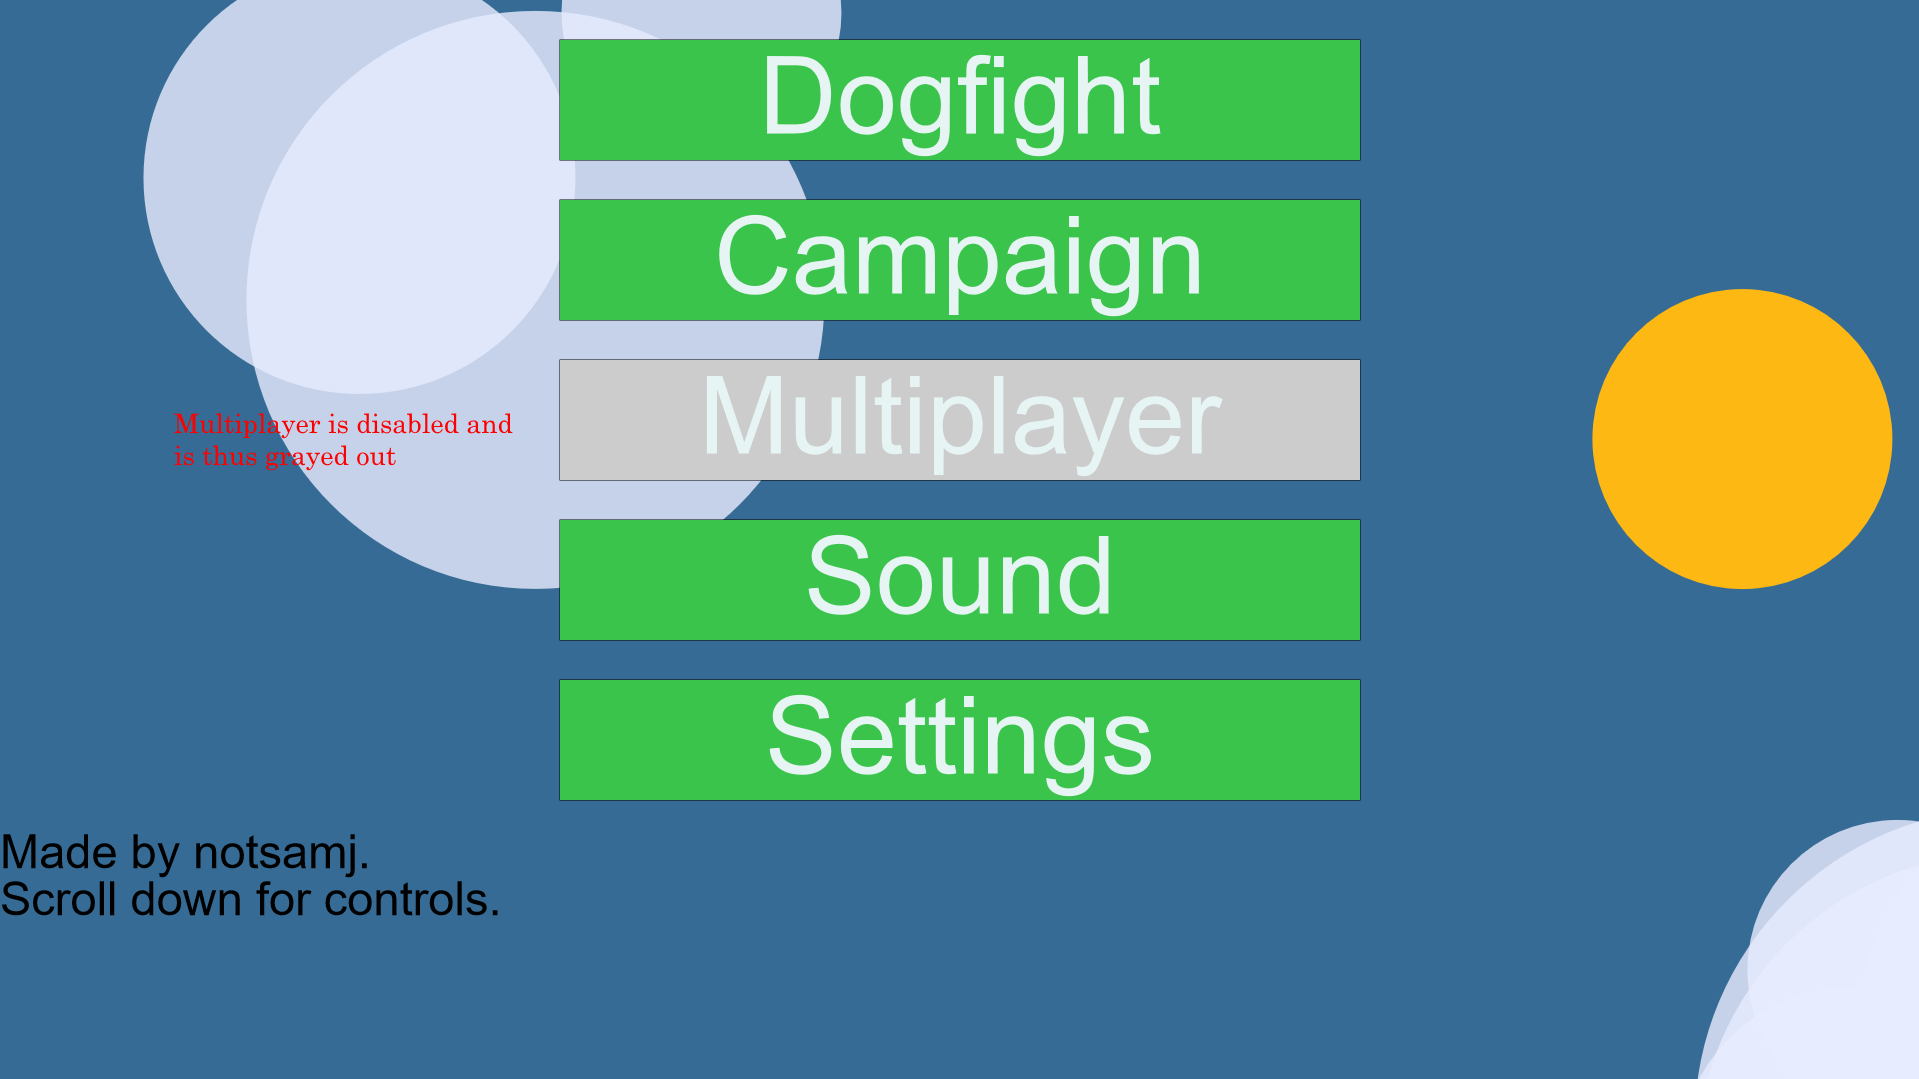 Dogfight
Campaign
Multiplayer
Multiplayer is disabled and
is thus grayed out
Sound
Settings
Made by notsamj.
Scroll down for controls.